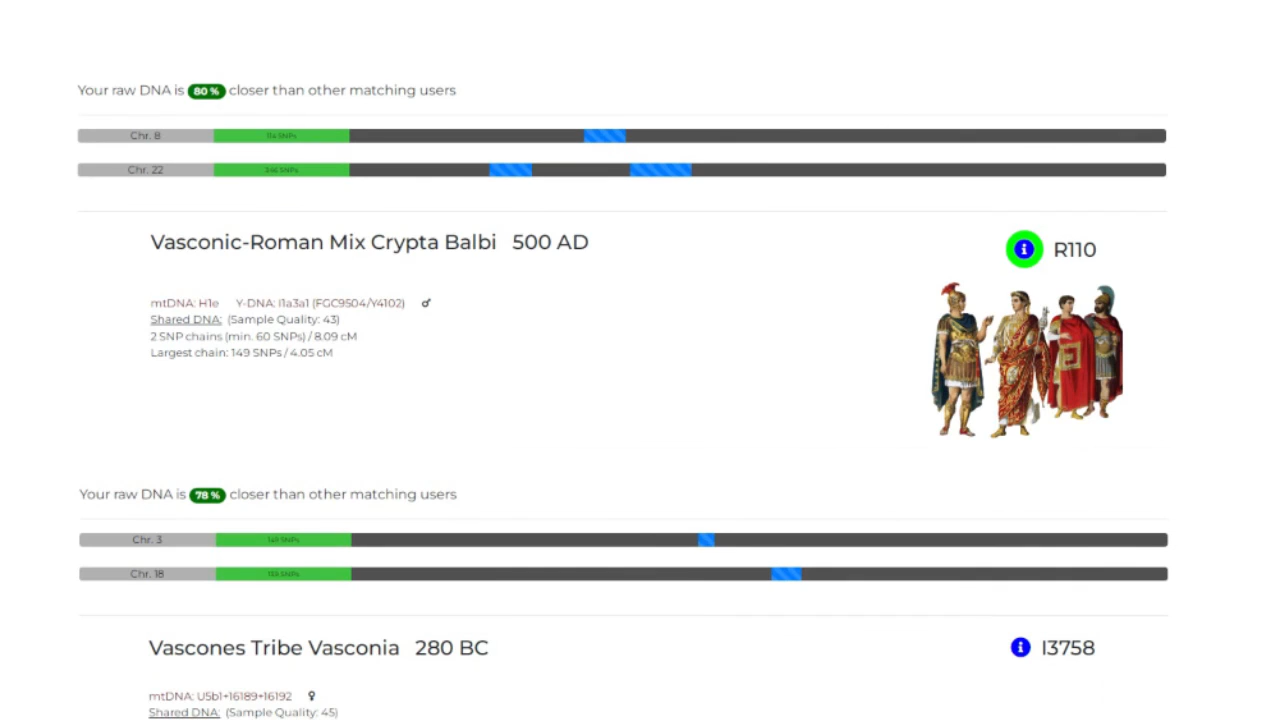 Your raw DNA is 80 % closer than other matching users
Chr. 8
Chr. 22
Vasconic-Roman Mix Crypta Balbi 500 AD
R110
mtDNA: H1e Y-DNA: I1a3a1 (FGC9504/Y4102) ♂
Shared DNA: (Sample Quality: 43)
2 SNP chains (min. 60 SNPs) / 8.09 cM
Largest chain: 149 SNPs / 4.05 cM
Your raw DNA is 78 % closer than other matching users
Chr. 3 149 SNPs
Chr. 18
Vascones Tribe Vasconia 280 BC
I3758
mtDNA: U5b1+16189+16192 ♀
Shared DNA: (Sample Quality: 45)